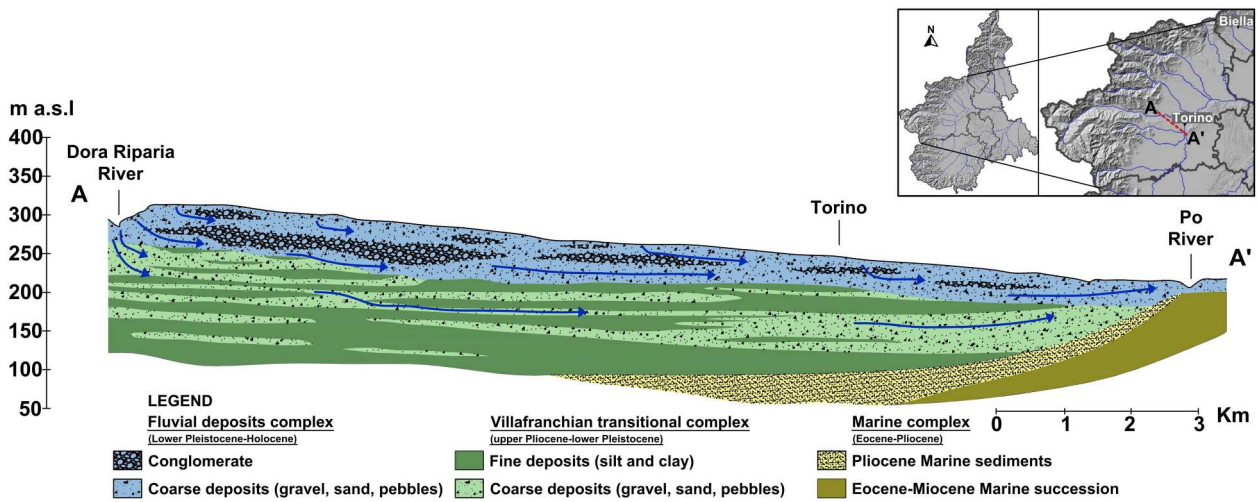 N
Biella
A
Torino
A'
m a.s.l
400
350
300
250
200
150
100
50
Dora Riparia
River
A
Torino
Po
River
A'
0 1 2 3 Km
LEGEND
Fluvial deposits complex
(Lower Pleistocene-Holocene)
Conglomerate
Coarse deposits (gravel, sand, pebbles)
Villafranchian transitional complex
(upper Pliocene-lower Pleistocene)
Fine deposits (silt and clay)
Coarse deposits (gravel, sand, pebbles)
Marine complex
(Eocene-Pliocene)
Pliocene Marine sediments
Eocene-Miocene Marine succession